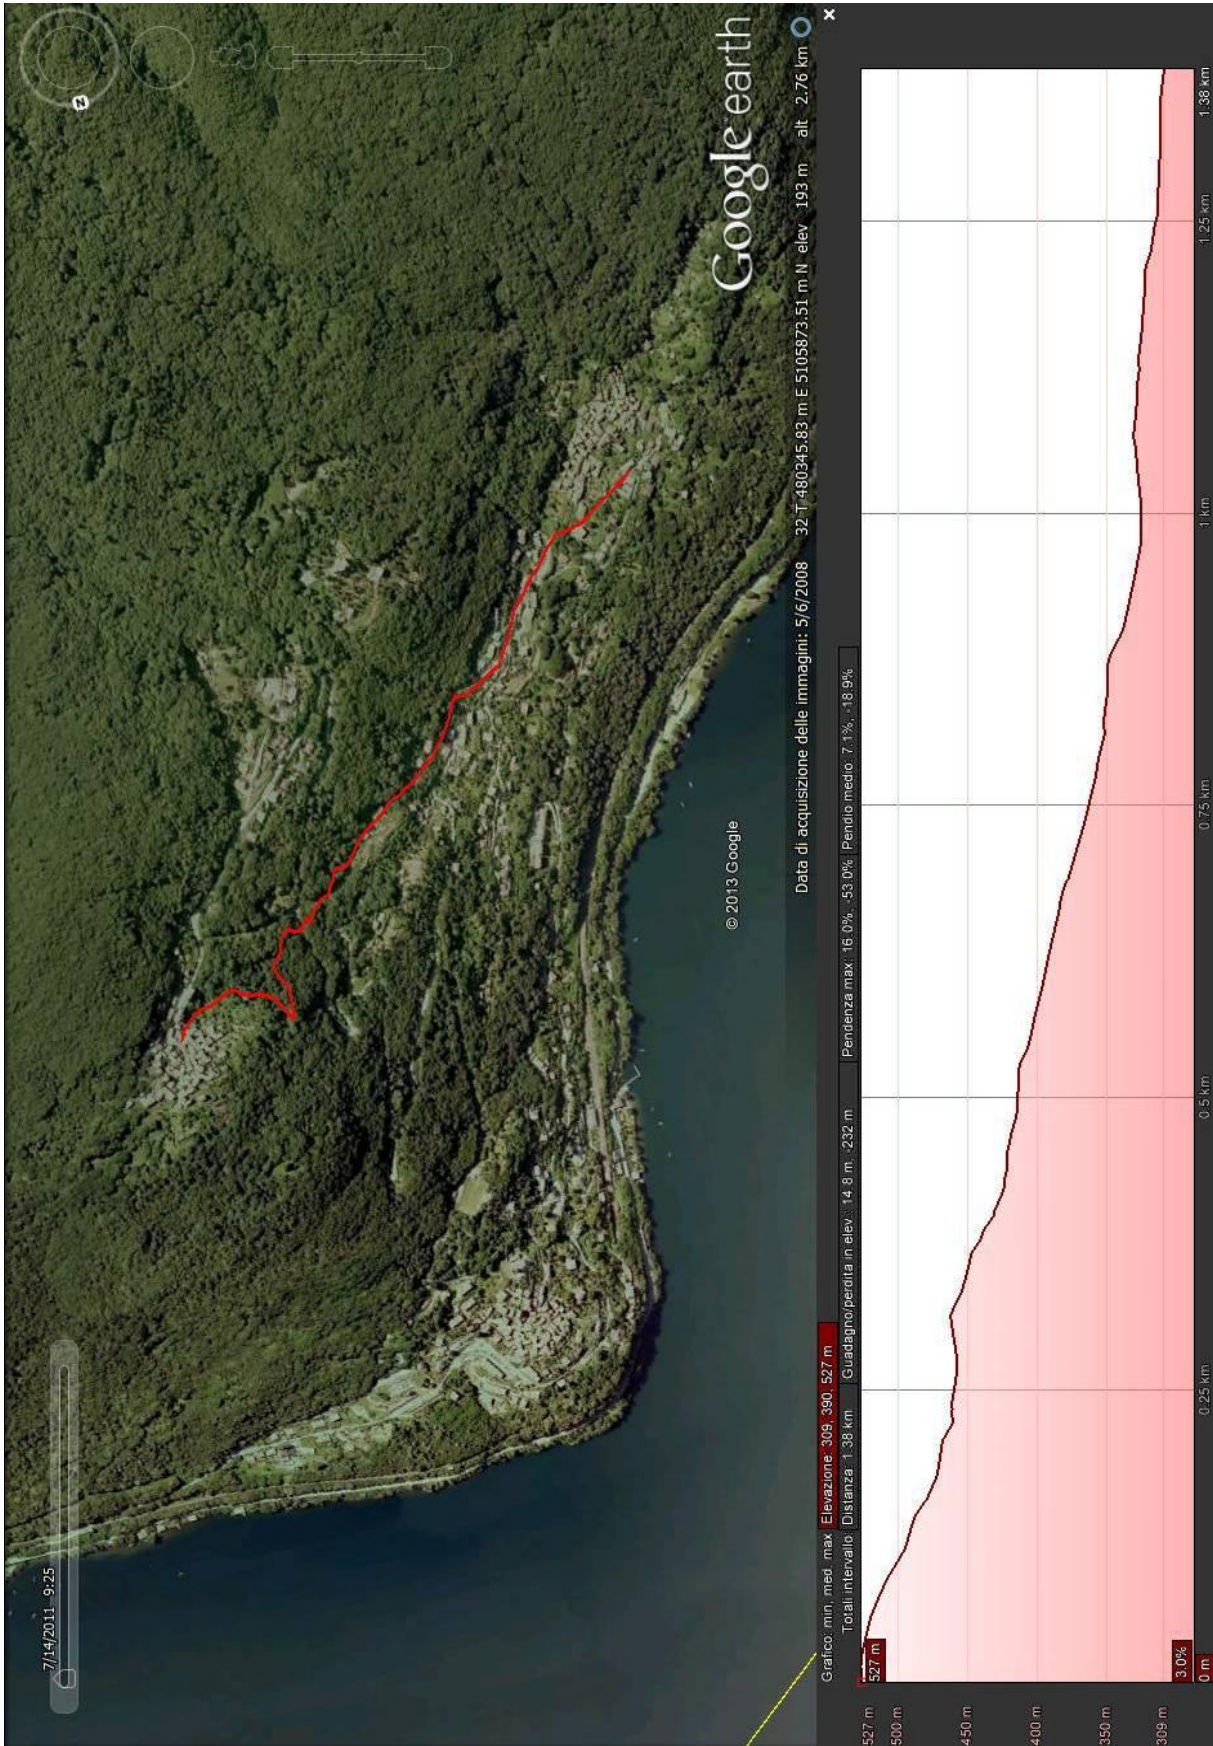 7/14/2011 9:25
N
Google earth
© 2013 Google
Data di acquisizione delle immagini: 5/6/2008 32 T 480345.83 m E 5105873.51 m N elev 193 m alt 2.76 km
Grafico: min, med, max Elevazione: 309, 390, 527 m
Totali intervallo: Distanza: 1.38 km Guadagno/perdita in elev.: 14.8 m, -232 m Pendenza max: 16.0%, -53.0% Pendio medio: 7.1%, -18.9%
527 m
500 m
450 m
400 m
350 m
309 m
527 m
3.0%
0 m
0.25 km
0.5 km
0.75 km
1 km
1.25 km
1.38 km